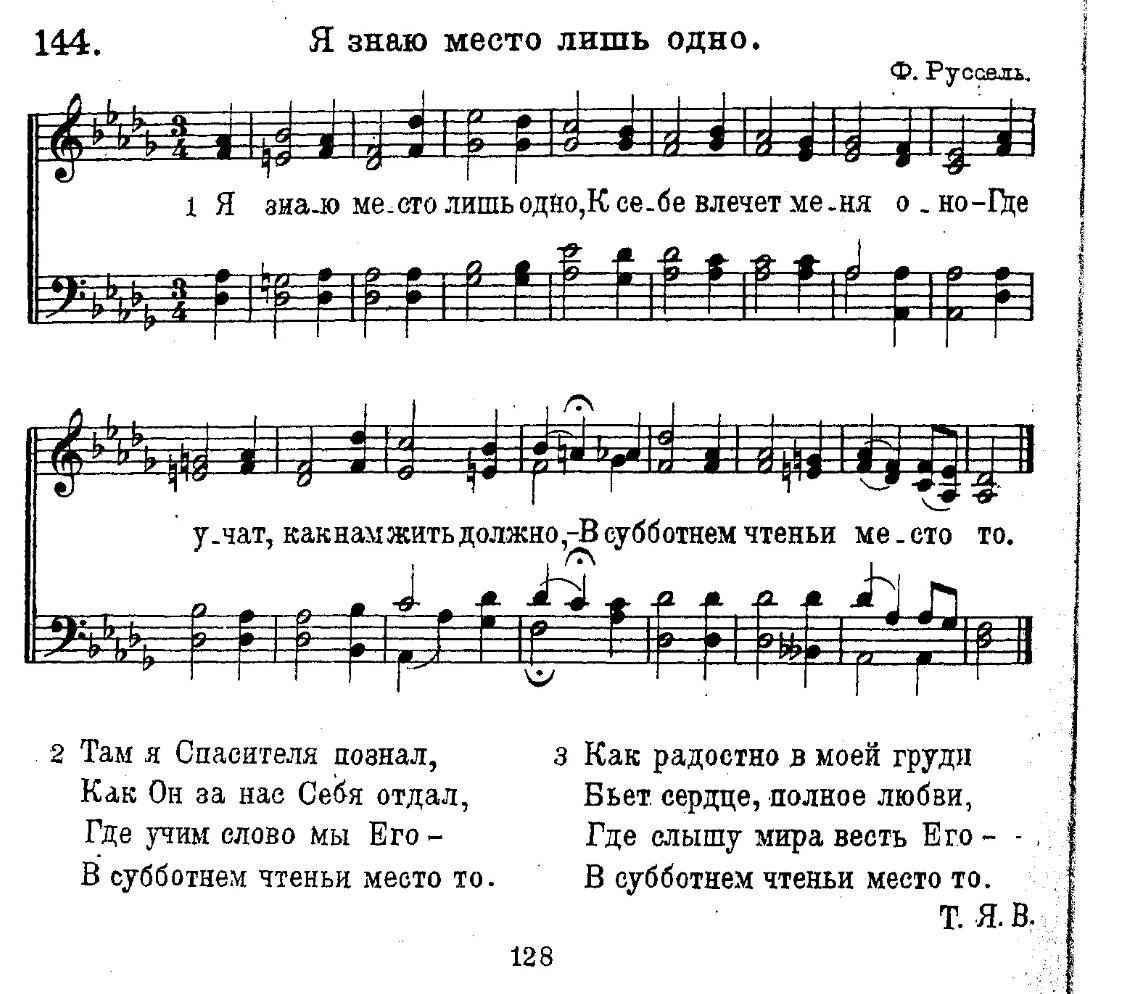 144.
Я знаю место лишь одно.
Ф. Руссель.
3
4
1 Я зна-ю ме-сто лишь одно, К се-бе влечет ме-ня о-но-Где
3
4
у-чат, как нам жить должно,-В субботнем чтеньи ме-сто то.
2 Там я Спасителя познал,
Как Он за нас Себя отдал,
Где учим слово мы Его -
В субботнем чтеньи место то.
3 Как радостно в моей груди
Бьет сердце, полное любви,
Где слышу мира весть Его -
В субботнем чтеньи место то.
Т. Я. В.
128